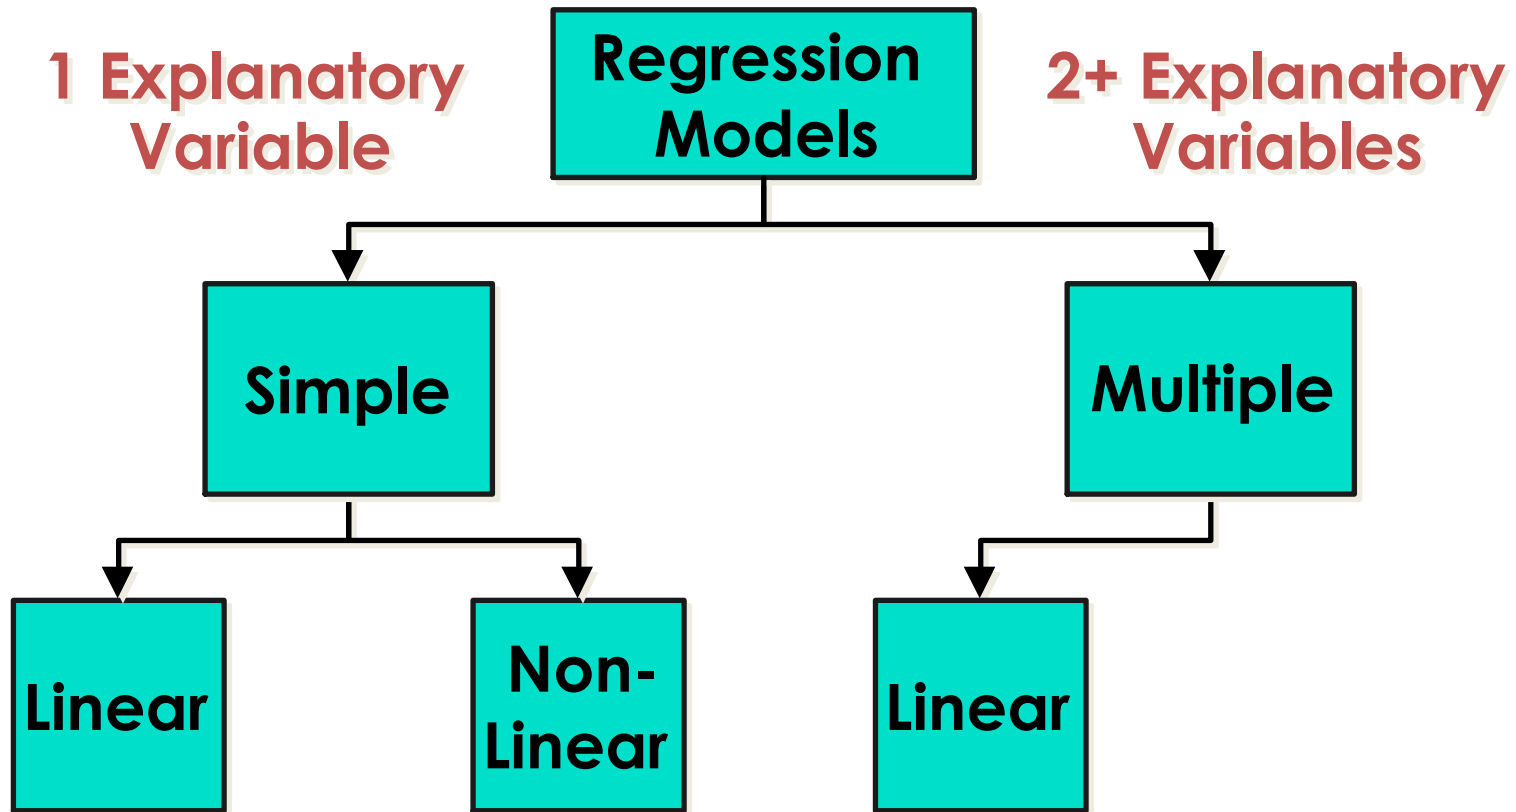 1 Explanatory
Variable
Regression
Models
2+ Explanatory
Variables
Simple
Multiple
Linear
Non-
Linear
Linear